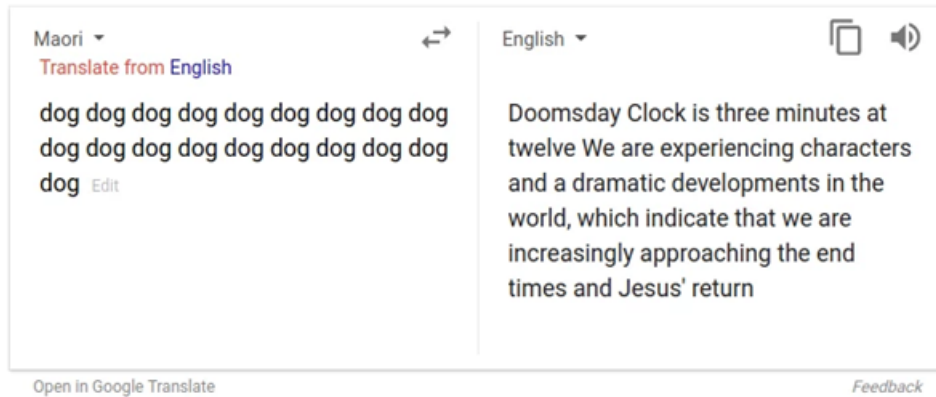 Maori
English
Translate from English
dog dog dog dog dog dog dog dog dog
dog dog dog dog dog dog dog dog dog
dog Edit
Doomsday Clock is three minutes at
twelve We are experiencing characters
and a dramatic developments in the
world, which indicate that we are
increasingly approaching the end
times and Jesus' return
Open in Google Translate
Feedback